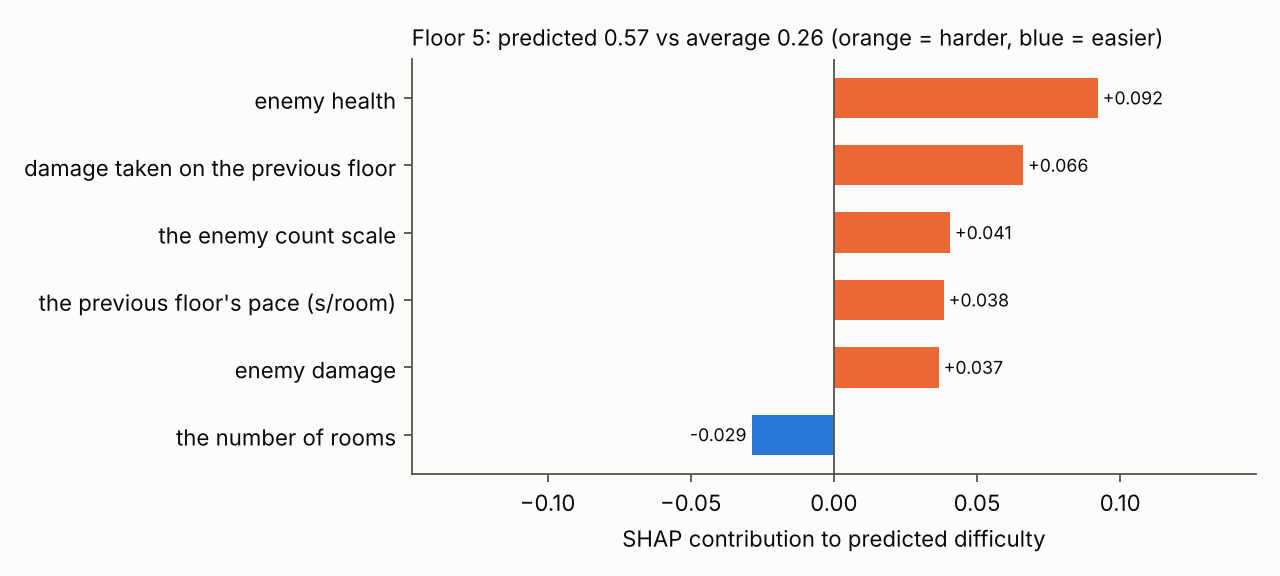 Floor 5: predicted 0.57 vs average 0.26 (orange = harder, blue = easier)
enemy health
+0.092
damage taken on the previous floor
+0.066
the enemy count scale
+0.041
the previous floor's pace (s/room)
+0.038
enemy damage
+0.037
the number of rooms
-0.029
−0.10
−0.05
0.00
0.05
0.10
SHAP contribution to predicted difficulty